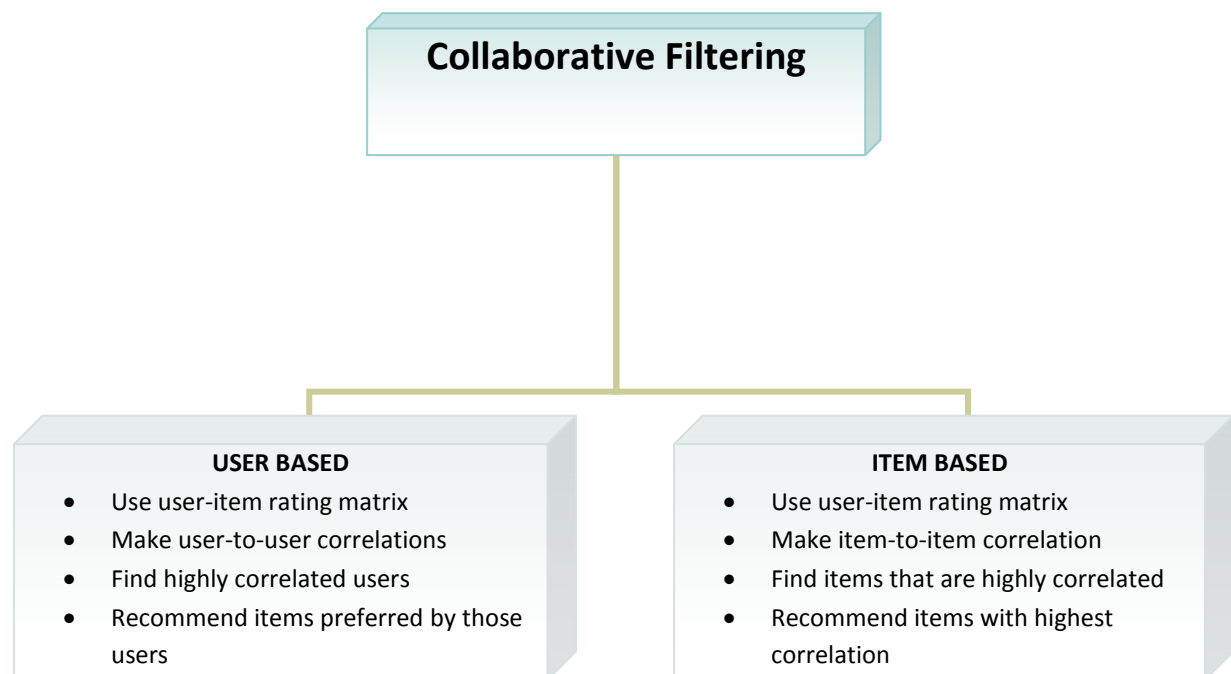 Collaborative Filtering
USER BASED
• Use user-item rating matrix
• Make user-to-user correlations
• Find highly correlated users
• Recommend items preferred by those
users
ITEM BASED
• Use user-item rating matrix
• Make item-to-item correlation
• Find items that are highly correlated
• Recommend items with highest
correlation